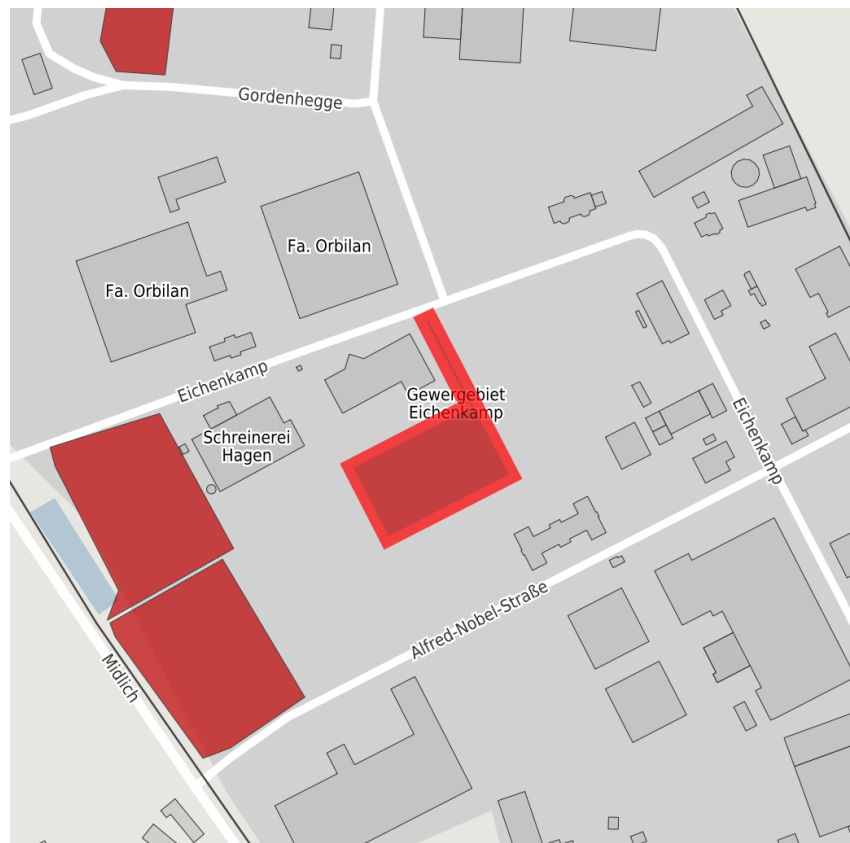 Gordenhegge
Fa. Orbilan
Fa. Orbilan
Eichenkamp
Gewergebiet
Eichenkamp
Schreinerei
Hagen
Eichenkamp
Alfred-Nobel-Straße
Midlich